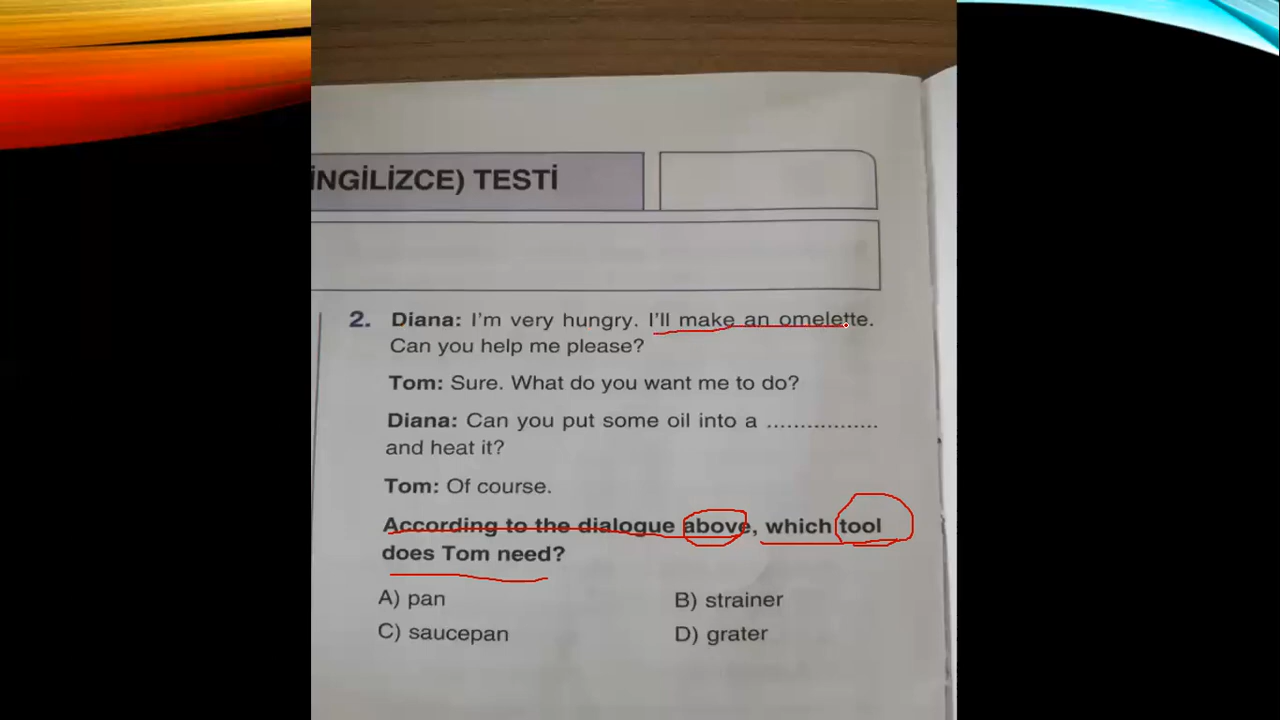 İNGİLİZCE) TESTİ
2. Diana: I'm very hungry. I'll make an omelette.
Can you help me please?
Tom: Sure. What do you want me to do?
Diana: Can you put some oil into a .................
and heat it?
Tom: Of course.
According to the dialogue above, which tool
does Tom need?
A) pan B) strainer
C) saucepan D) grater